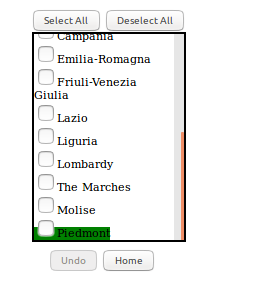 Select All Deselect All
Campania
Emilia-Romagna
Friuli-Venezia
Giulia
Lazio
Liguria
Lombardy
The Marches
Molise
Piedmont
Undo Home